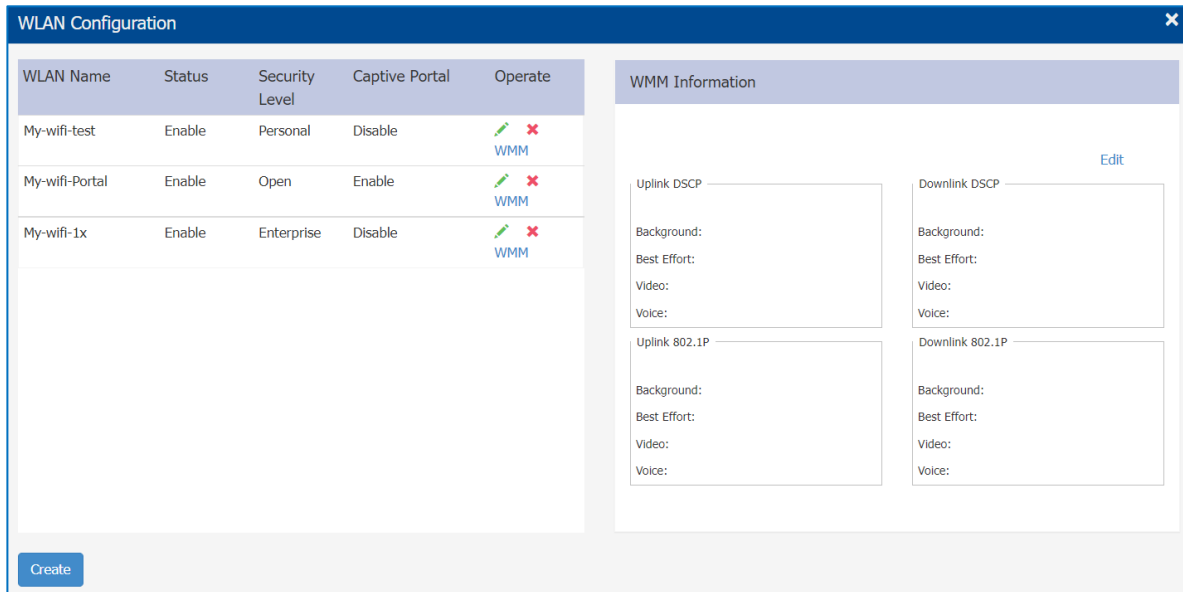 WLAN Configuration
WLAN Name Status Security Level Captive Portal Operate
My-wifi-test Enable Personal Disable
WMM
My-wifi-Portal Enable Open Enable
WMM
My-wifi-1x Enable Enterprise Disable
WMM
Create
WMM Information
Edit
Uplink DSCP
Background:
Best Effort:
Video:
Voice:
Downlink DSCP
Background:
Best Effort:
Video:
Voice:
Uplink 802.1P
Background:
Best Effort:
Video:
Voice:
Downlink 802.1P
Background:
Best Effort:
Video:
Voice: